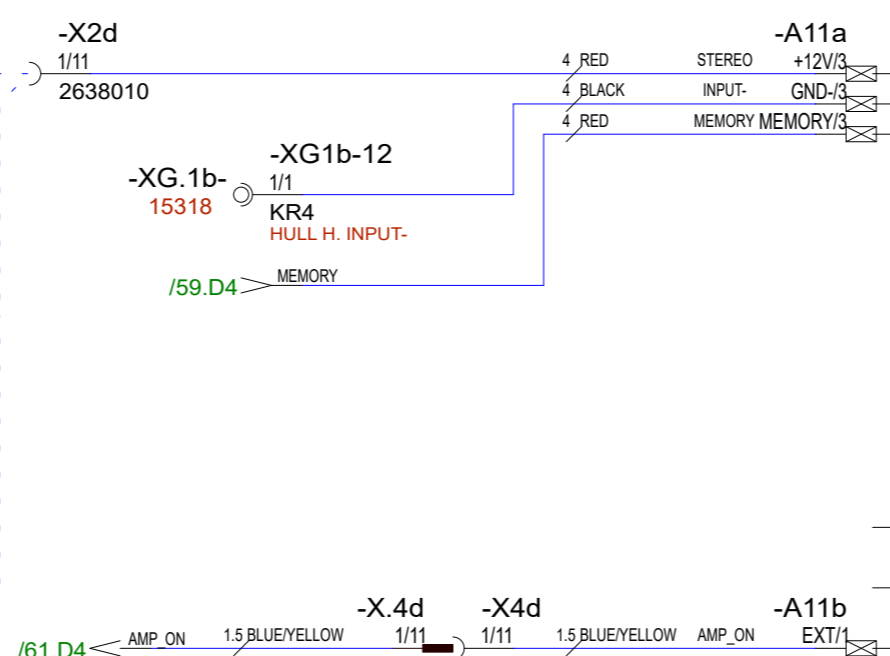 -X2d
-A11a
1/11
4 RED STEREO +12V/3
2638010
4 BLACK INPUT- GND-/3
4 RED MEMORY MEMORY/3
-XG1b-12
-XG.1b-
1/1
15318
KR4
HULL H. INPUT-
MEMORY
/59.D4
-X.4d -X4d -A11b
AMP_ON 1.5 BLUE/YELLOW 1/11 1/11 1.5 BLUE/YELLOW AMP_ON EXT/1
/61.D4